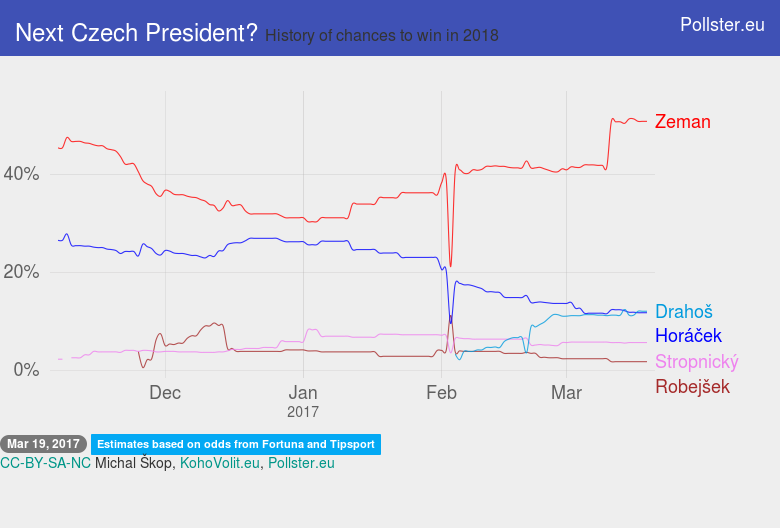 Next Czech President? History of chances to win in 2018
Pollster.eu
Zeman
40%
20%
Drahoš
Horáček
Stropnický
0%
Robejšek
Dec Jan Feb Mar
2017
Mar 19, 2017 Estimates based on odds from Fortuna and Tipsport
CC-BY-SA-NC Michal Škop, KohoVolit.eu, Pollster.eu